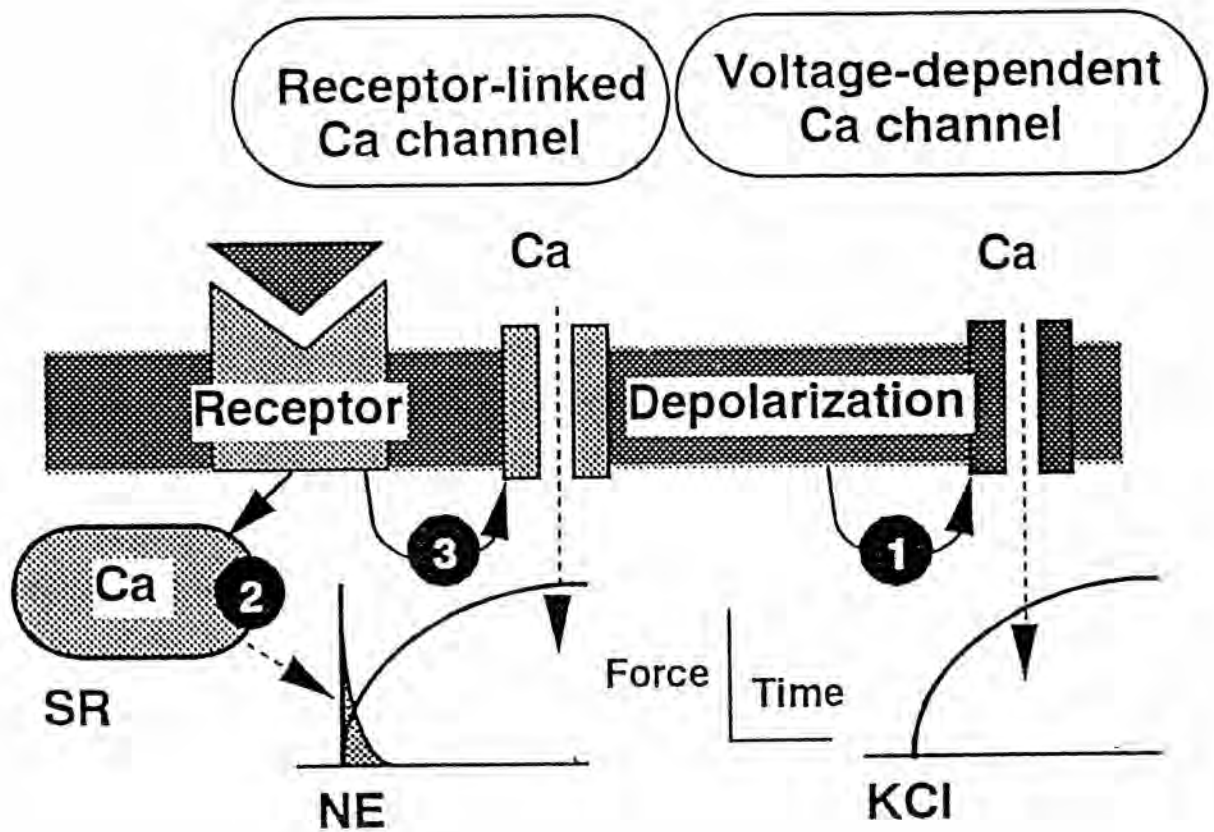 Receptor-linked
Ca channel
Voltage-dependent
Ca channel
Ca
Ca
Receptor
Depolarization
3
1
Ca
2
SR
Force
Time
NE
KCl